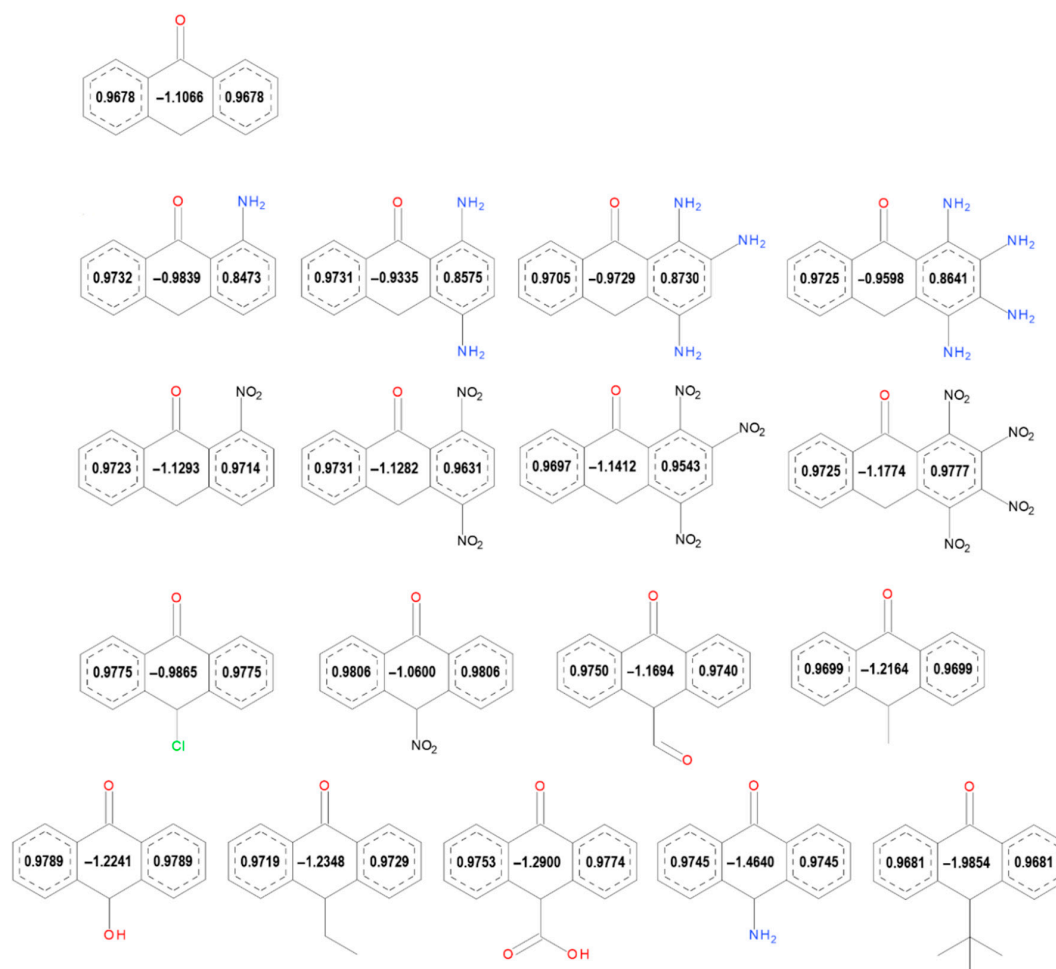 O
0.9678 –1.1066 0.9678
O NH2 O NH2 O NH2 O NH2
NH2 NH2
0.9732 –0.9839 0.8473 0.9731 –0.9335 0.8575 0.9705 –0.9729 0.8730 0.9725 –0.9598 0.8641
NH2 NH2 NH2 NH2
O NO2 O NO2 O NO2 O NO2
NO2 NO2
0.9723 –1.1293 0.9714 0.9731 –1.1282 0.9631 0.9697 –1.1412 0.9543 0.9725 –1.1774 0.9777
NO2 NO2 NO2 NO2
O O O O
0.9775 –0.9865 0.9775 0.9806 –1.0600 0.9806 0.9750 –1.1694 0.9740 0.9699 –1.2164 0.9699
Cl NO2 O
O O O O O
0.9789 –1.2241 0.9789 0.9719 –1.2348 0.9729 0.9753 –1.2900 0.9774 0.9745 –1.4640 0.9745 0.9681 –1.9854 0.9681
OH O OH NH2